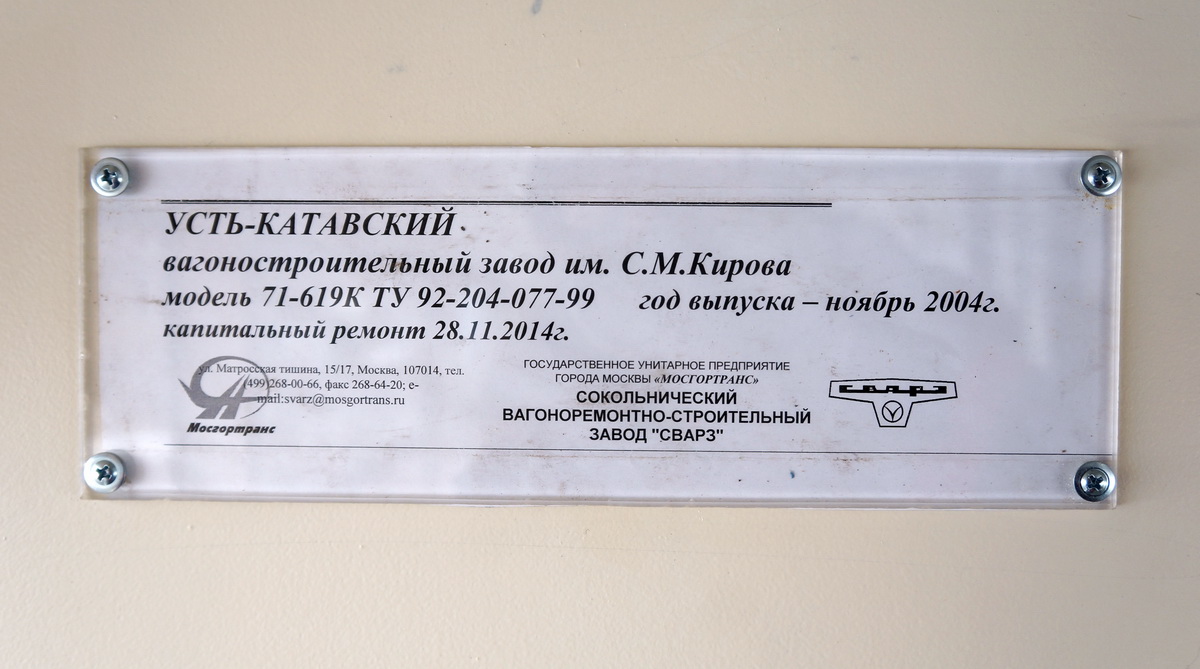 УСТЬ-КАТАВСКИЙ
вагоностроительный завод им. С.М.Кирова
модель 71-619К ТУ 92-204-077-99 год выпуска – ноябрь 2004г.
капитальный ремонт 28.11.2014г.
ул. Матросская тишина, 15/17, Москва, 107014, тел.
(499)268-00-66, факс 268-64-20; е-
mail:svarz@mosgortrans.ru
Мосгортранс
ГОСУДАРСТВЕННОЕ УНИТАРНОЕ ПРЕДПРИЯТИЕ
ГОРОДА МОСКВЫ «МОСГОРТРАНС»
СОКОЛЬНИЧЕСКИЙ
ВАГОНОРЕМОНТНО-СТРОИТЕЛЬНЫЙ
ЗАВОД "СВАРЗ"
СВАРЗ